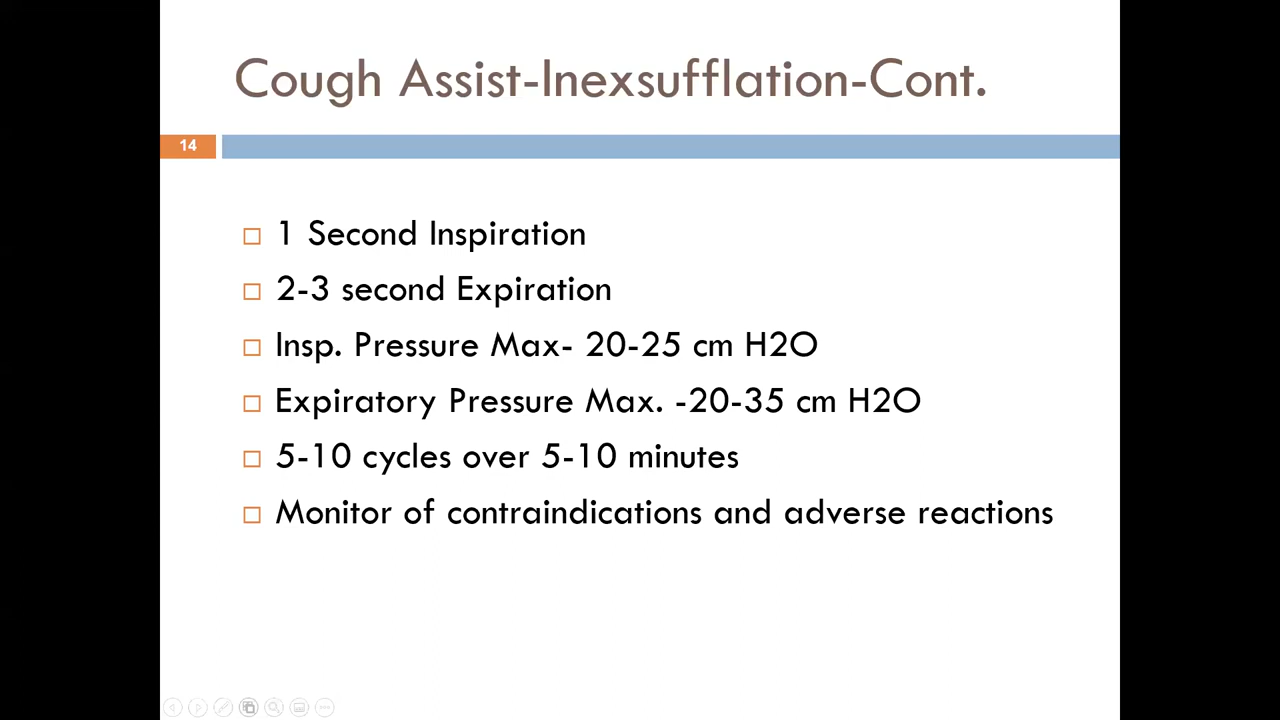 Cough Assist-Inexsufflation-Cont.
14
1 Second Inspiration
2-3 second Expiration
Insp. Pressure Max- 20-25 cm H2O
Expiratory Pressure Max. -20-35 cm H2O
5-10 cycles over 5-10 minutes
Monitor of contraindications and adverse reactions